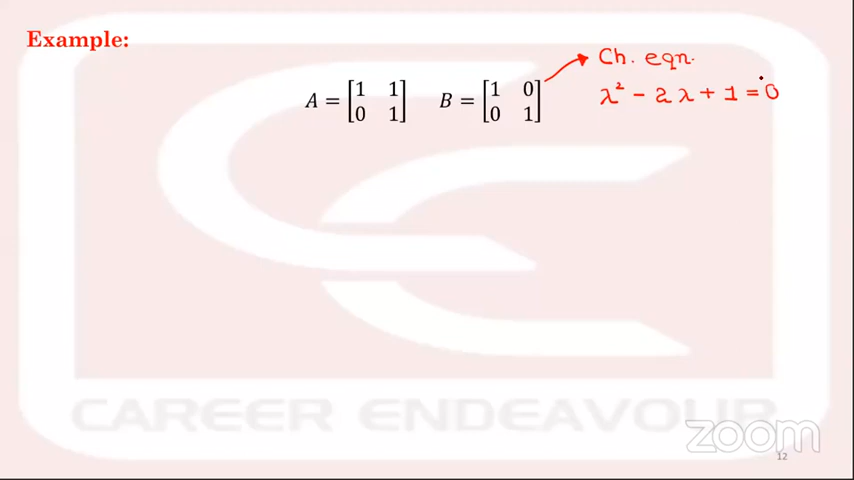 Example:
Ch. eqn.
A = [1 1 0 1] B = [1 0 0 1]
λ² - 2λ + 1 = 0
CAREER ENDEAVOUR
zoom
12